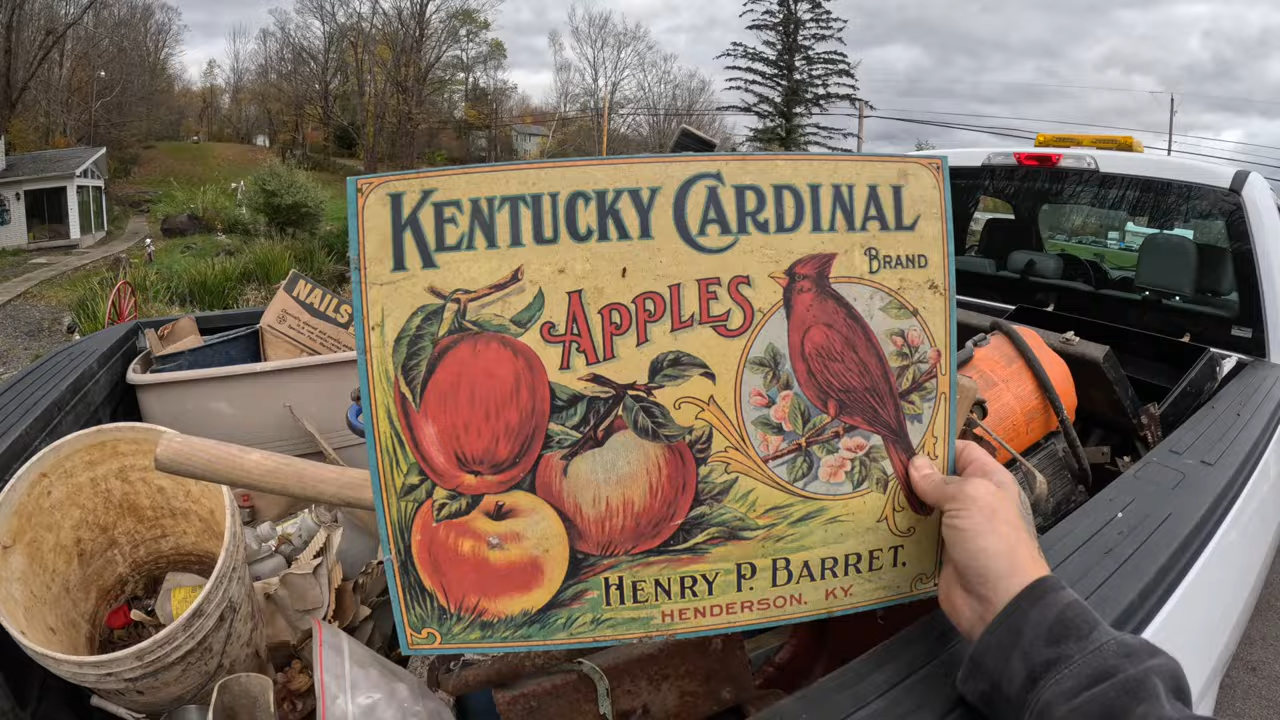 KENTUCKY CARDINAL
BRAND
APPLES
HENRY P. BARRET.
HENDERSON, KY.
NAILS